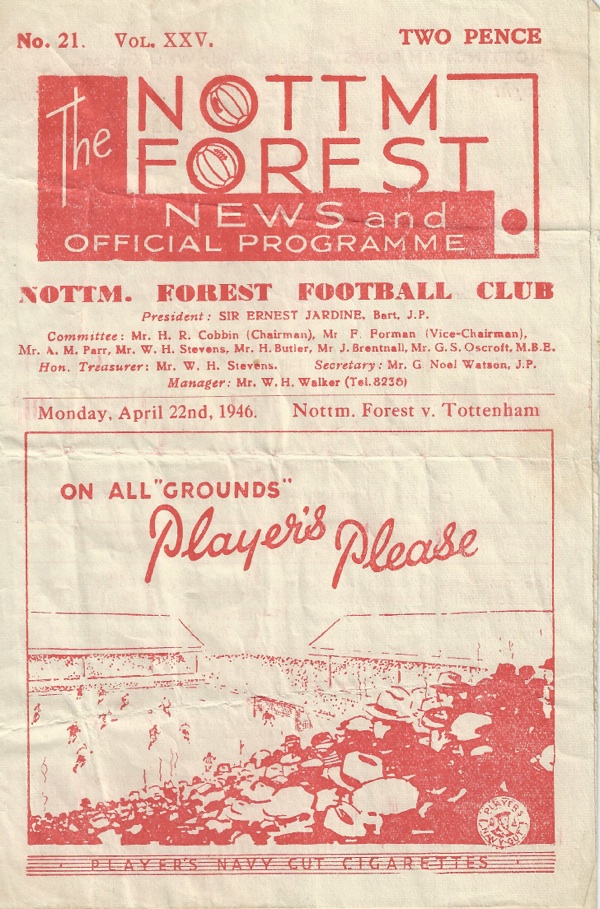 No. 21. VOL. XXV. TWO PENCE
The NOTTM
FOREST
NEWS and
OFFICIAL PROGRAMME
NOTTM. FOREST FOOTBALL CLUB
President: SIR ERNEST JARDINE, Bart, J.P.
Committee: Mr. H. R. Cobbin (Chairman), Mr F. Forman (Vice-Chairman),
Mr. A. M. Parr, Mr. W. H. Stevens, Mr. H. Butler, Mr J. Brentnall, Mr. G. S. Oscroft, M.B.E.
Hon. Treasurer: Mr. W. H. Stevens. Secretary: Mr. G Noel Watson, J.P.
Manager: Mr. W. H. Walker (Tel. 8236)
Monday, April 22nd, 1946. Nottm. Forest v. Tottenham
ON ALL "GROUNDS"
Player's Please
PLAYER'S
NAVY CUT
PLAYER'S NAVY CUT CIGARETTES